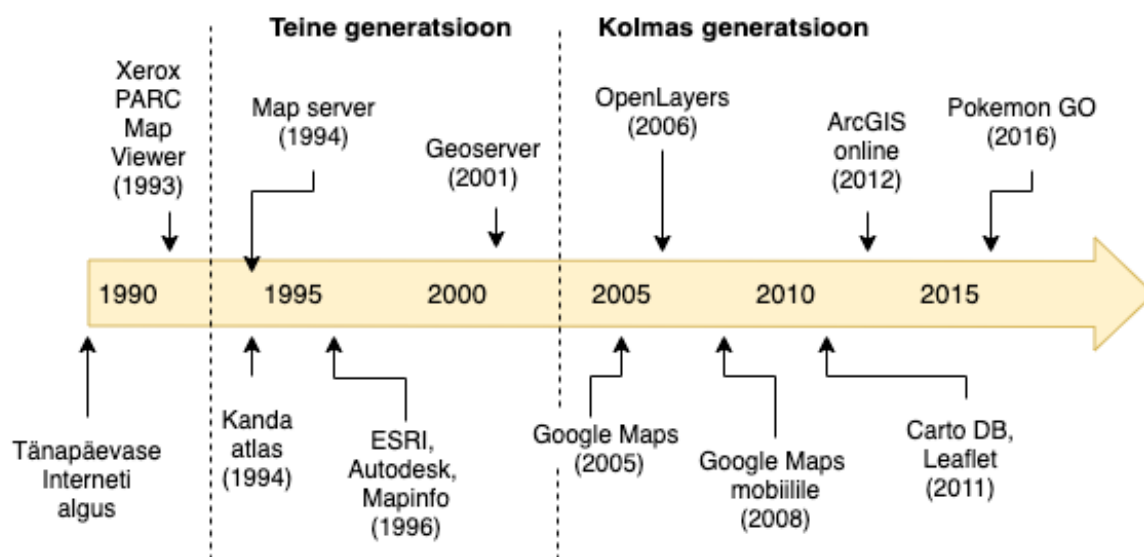 Teine generatsioon
Kolmas generatsioon
Xerox
PARC
Map
Viewer
(1993)
Map server
(1994)
Geoserver
(2001)
OpenLayers
(2006)
ArcGIS
online
(2012)
Pokemon GO
(2016)
1990
1995
2000
2005
2010
2015
Tänapäevase
Interneti
algus
Kanda
atlas
(1994)
ESRI,
Autodesk,
Mapinfo
(1996)
Google Maps
(2005)
Google Maps
mobiilile
(2008)
Carto DB,
Leaflet
(2011)